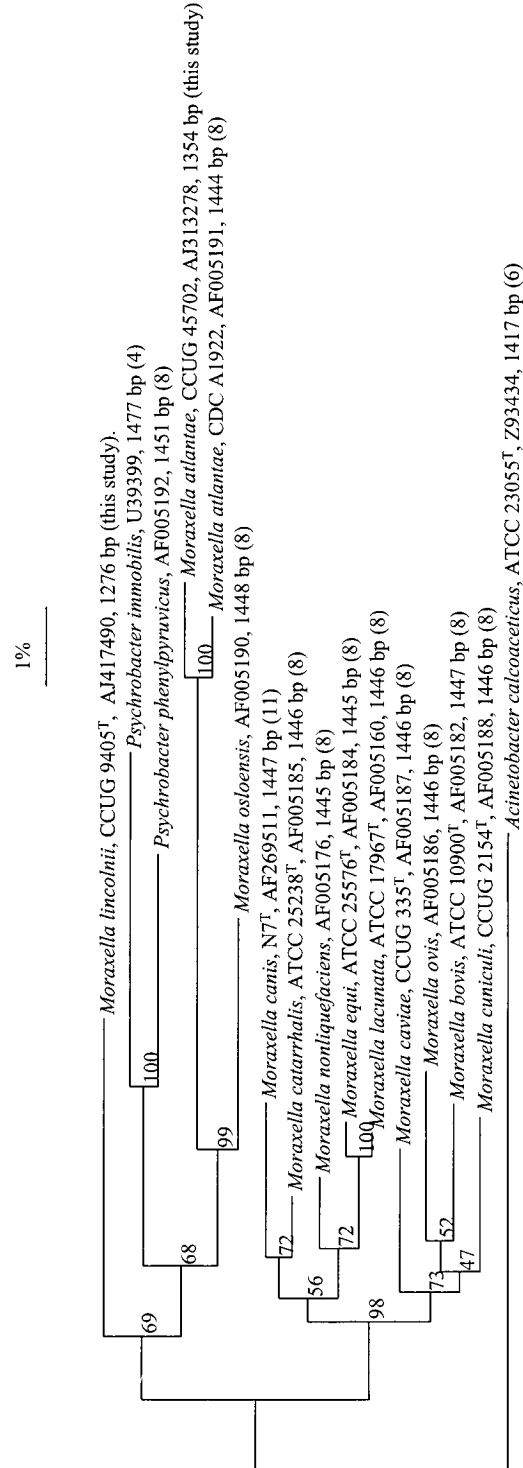 1%
Moraxella lincolnii, CCUG 9405T, AJ417490, 1276 bp (this study).
Psychrobacter immobilis, U39399, 1477 bp (4)
100
Psychrobacter phenylpyruvicus, AF005192, 1451 bp (8)
69
68
Moraxella atlantae, CCUG 45702, AJ313278, 1354 bp (this study)
100
Moraxella atlantae, CDC A1922, AF005191, 1444 bp (8)
99
Moraxella osloensis, AF005190, 1448 bp (8)
Moraxella canis, N7T, AF269511, 1447 bp (11)
72
Moraxella catarrhalis, ATCC 25238T, AF005185, 1446 bp (8)
56
Moraxella nonliquefaciens, AF005176, 1445 bp (8)
72
Moraxella equi, ATCC 25576T, AF005184, 1445 bp (8)
100
Moraxella lacunata, ATCC 17967T, AF005160, 1446 bp (8)
98
Moraxella caviae, CCUG 335T, AF005187, 1446 bp (8)
73
Moraxella ovis, AF005186, 1446 bp (8)
52
Moraxella bovis, ATCC 10900T, AF005182, 1447 bp (8)
47
Moraxella cuniculi, CCUG 2154T, AF005188, 1446 bp (8)
Acinetobacter calcoaceticus, ATCC 23055T, Z93434, 1417 bp (6)